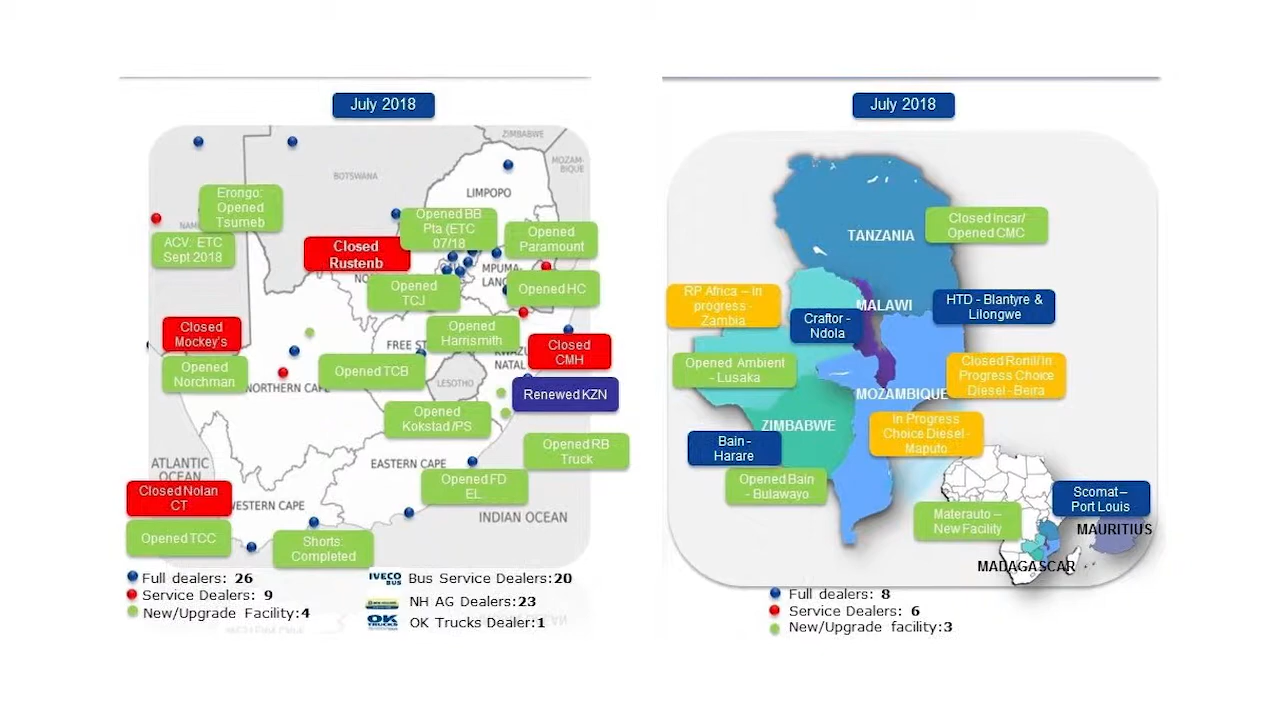 July 2018
ZIMBABWE
MOZAM-
BIQUE
BOTSWANA
LIMPOPO
Erongo:
Opened
Tsumeb
ACV. ETC
Sept 2018
Closed
Rustenb
Opened BB
Pta (ETC
07/18
Opened
Paramount
MPUMA-
LANG
Opened HC
Opened
TCJ
Closed
Mockey's
Opened
Norchman
FREE ST
Opened
Harrismith
KWAZU
NATAL
Closed
CMH
NORTHERN CAPE
Opened TCB
LESOTHO
Renewed KZN
Opened
Kokstad /PS
Opened RB
Truck
ATLANTIC
OCEAN
EASTERN CAPE
Closed Nolan
CT
WESTERN CAPE
Opened FD
EL
INDIAN OCEAN
Opened TCC
Shorts:
Completed
Full dealers: 26
Service Dealers: 9
New/Upgrade Facility:4
IVECO
BUS
Bus Service Dealers:20
NH AG Dealers:23
OK
TRUCKS
OK Trucks Dealer:1
July 2018
TANZANIA
Closed Incar/
Opened CMC
RP Africa – In
progress -
Zambia
MALAWI
Craftor -
Ndola
HTD - Blantyre &
Lilongwe
Opened Ambient
- Lusaka
Closed Ronil/In
Progress Choice
Diesel -Beira
MOZAMBIQUE
ZIMBABWE
In Progress
Choice Diesel -
Maputo
Bain -
Harare
Opened Bain
- Bulawayo
Materauto –
New Facility
Scomat –
Port Louis
MAURITIUS
MADAGASCAR
Full dealers: 8
Service Dealers: 6
New/Upgrade facility:3